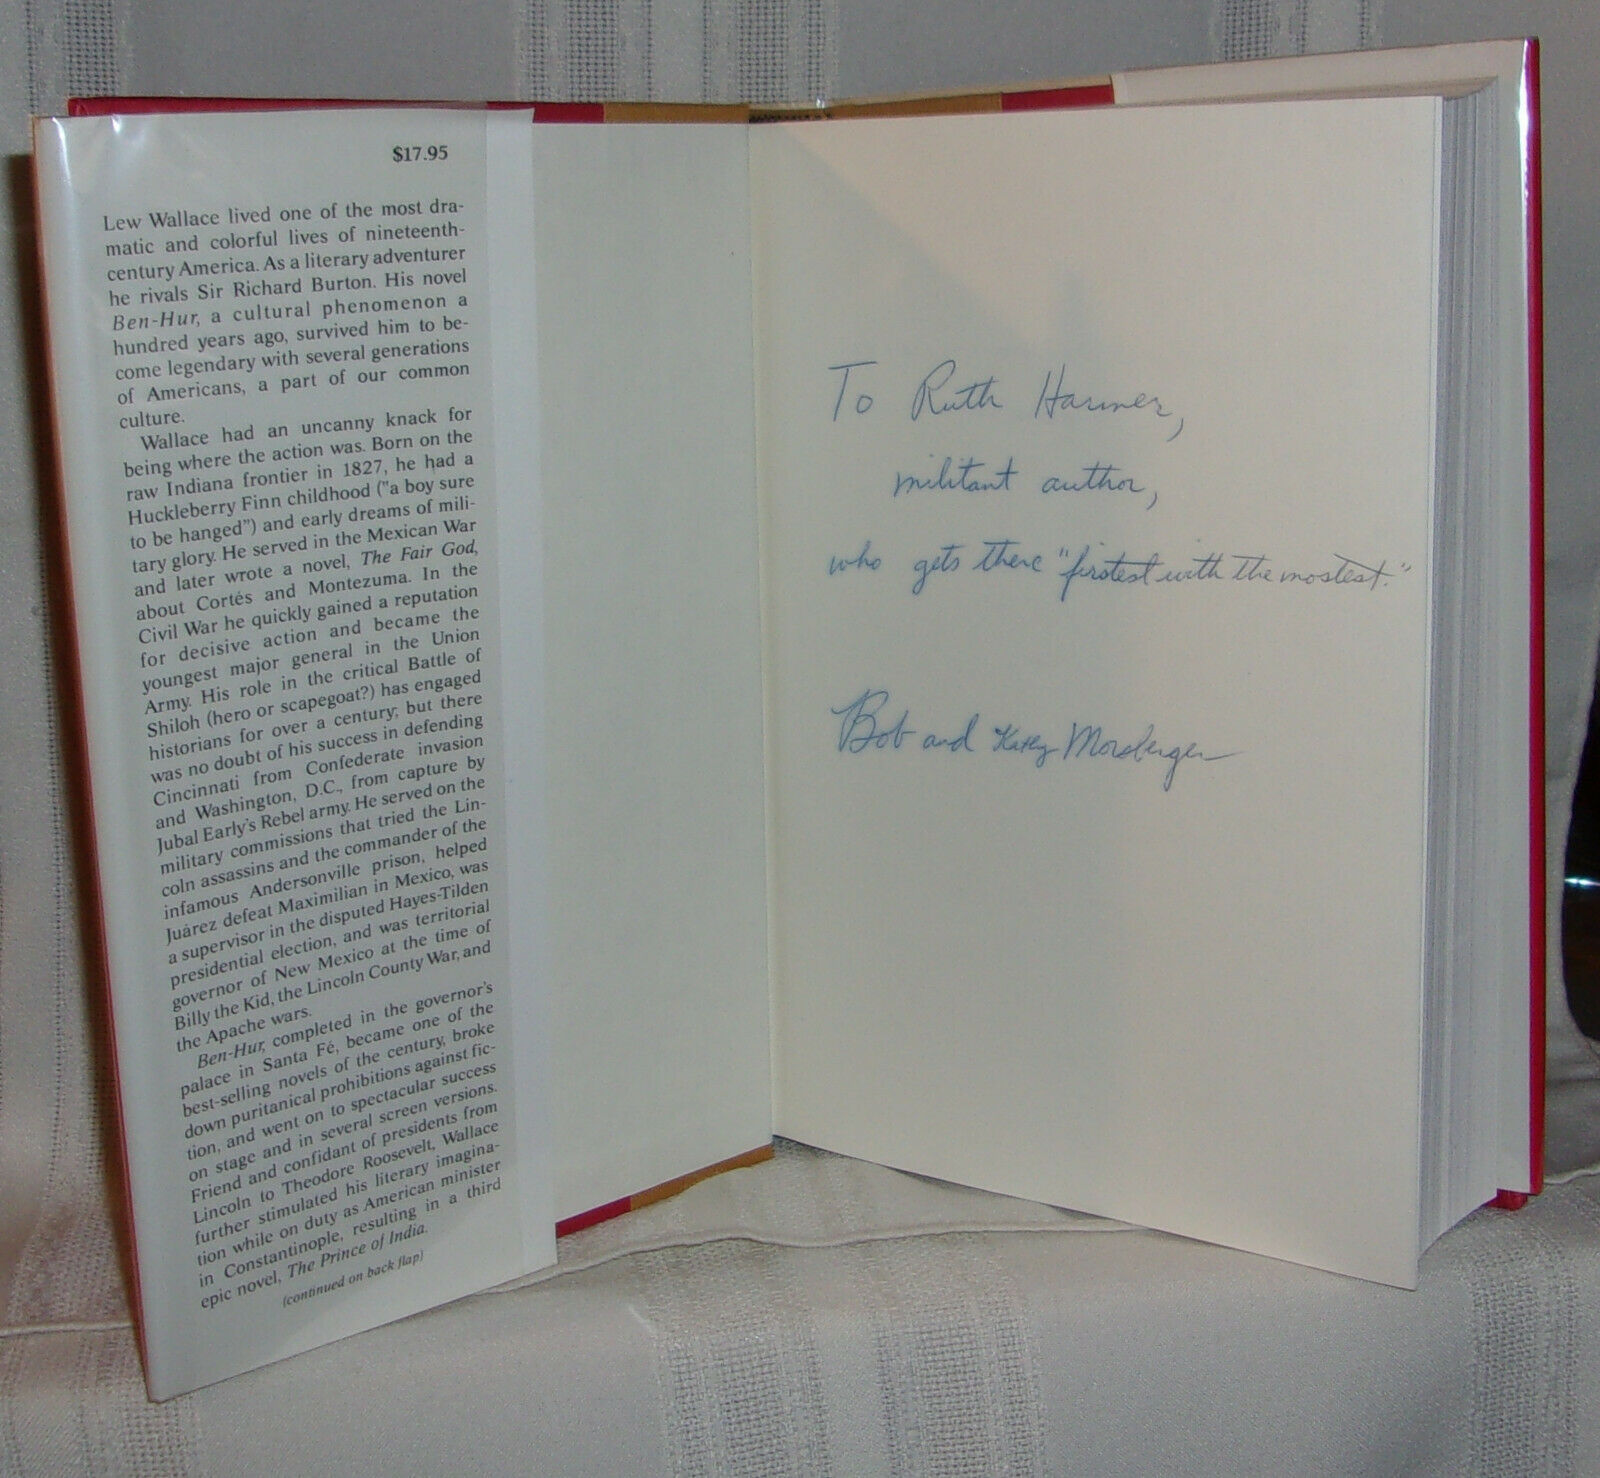 $17.95
Lew Wallace lived one of the most dra-
matic and colorful lives of nineteenth-
century America. As a literary adventurer
he rivals Sir Richard Burton. His novel
Ben-Hur, a cultural phenomenon a
hundred years ago, survived him to be-
come legendary with several generations
of Americans, a part of our common
culture.
Wallace had an uncanny knack for
being where the action was. Born on the
raw Indiana frontier in 1827, he had a
Huckleberry Finn childhood ("a boy sure
to be hanged") and early dreams of mili-
tary glory. He served in the Mexican War
and later wrote a novel, The Fair God,
about Cortés and Montezuma. In the
Civil War he quickly gained a reputation
for decisive action and became the
youngest major general in the Union
Army. His role in the critical Battle of
Shiloh (hero or scapegoat?) has engaged
historians for over a century; but there
was no doubt of his success in defending
Cincinnati from Confederate invasion
and Washington, D.C., from capture by
Jubal Early's Rebel army. He served on the
military commissions that tried the Lin-
coln assassins and the commander of the
infamous Andersonville prison, helped
Juárez defeat Maximilian in Mexico, was
a supervisor in the disputed Hayes-Tilden
presidential election, and was territorial
governor of New Mexico at the time of
Billy the Kid, the Lincoln County War, and
the Apache wars.
Ben-Hur, completed in the governor's
palace in Santa Fé, became one of the
best-selling novels of the century, broke
down puritanical prohibitions against fic-
tion, and went on to spectacular success
on stage and in several screen versions.
Friend and confidant of presidents from
Lincoln to Theodore Roosevelt, Wallace
further stimulated his literary imagina-
tion while on duty as American minister
in Constantinople, resulting in a third
epic novel, The Prince of India.
(continued on back flap)
To Ruth Harmer,
militant author,
who gets there "firstest with the mostest."
Bob and Katy Morsberger